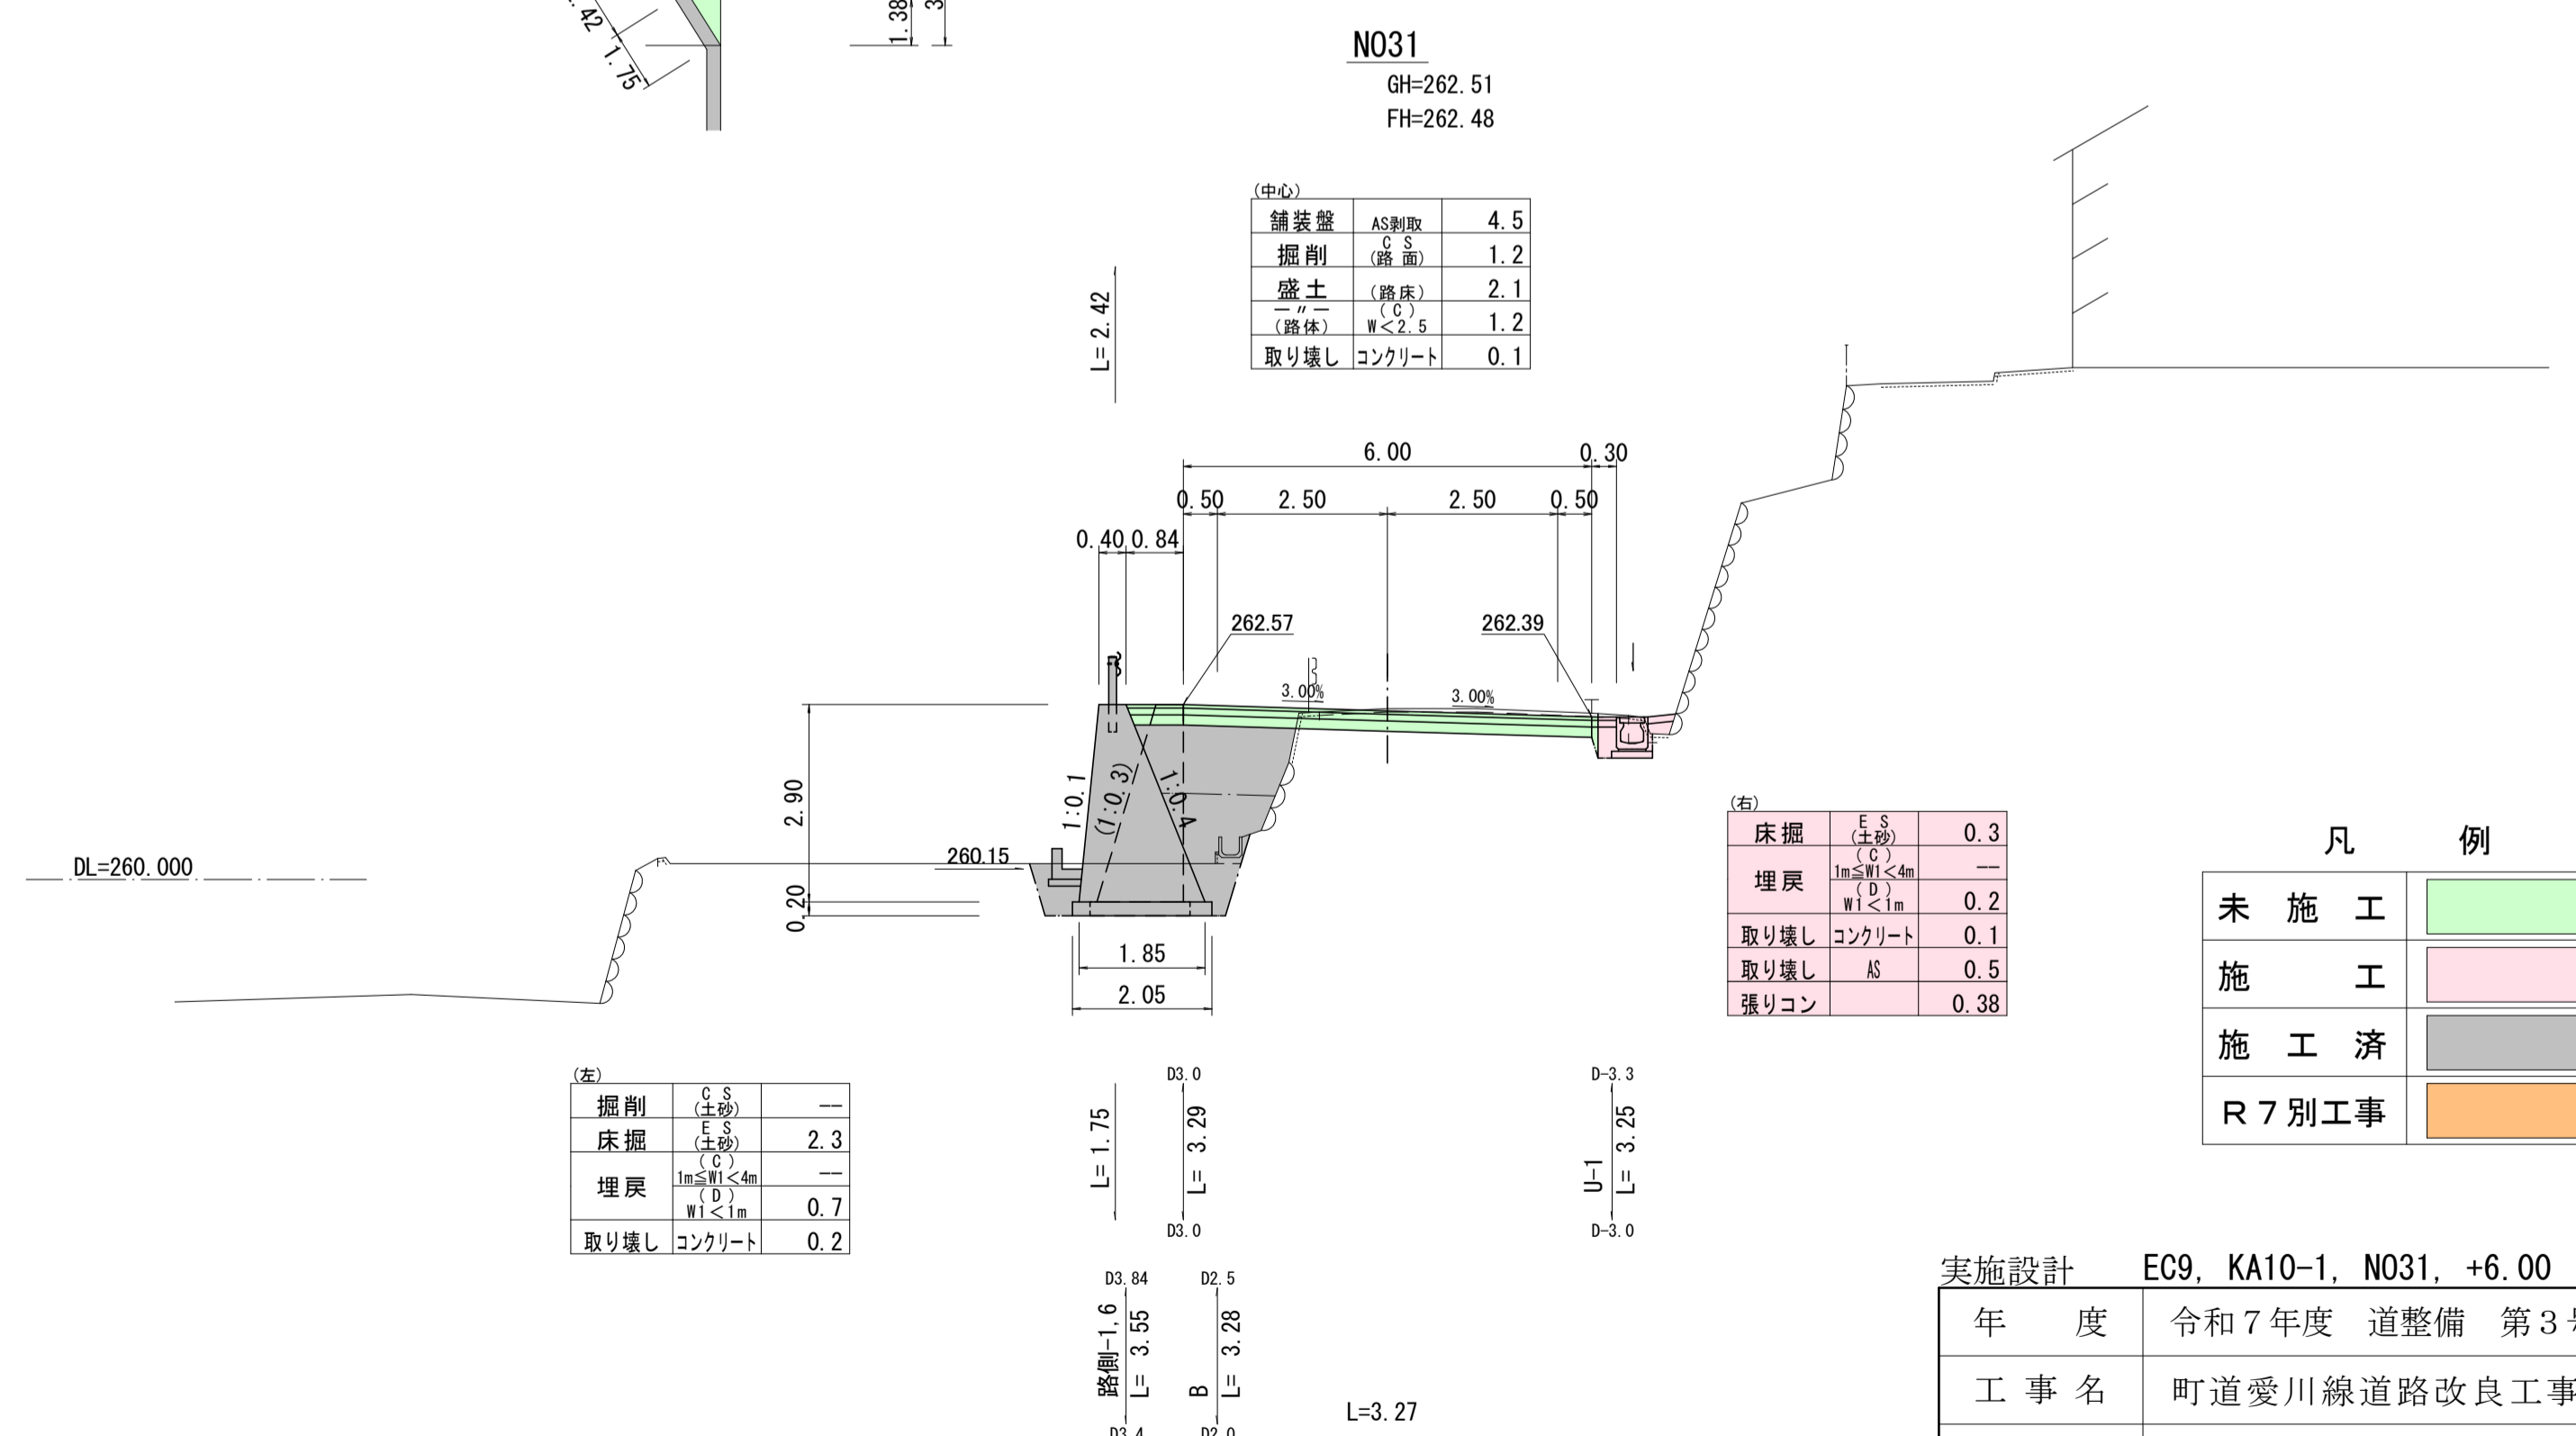 .42
1.75
1.38
NO31
GH=262.51
FH=262.48
(中心)
舗装盤 AS剥取 4.5
掘削 CS (路面) 1.2
盛土 (路床) 2.1
―〃― (路体) (C) W<2.5 1.2
取り壊し コンクリート 0.1
L= 2.42
6.00 0.30
0.50 2.50 2.50 0.50
0.40 0.84
262.57 262.39
3.00% 3.00%
1:0.1 (1:0.3) 1:0.4
2.90
DL=260.000
260.15
0.20
1.85
2.05
(右)
床掘 ES (土砂) 0.3
埋戻 (C) 1m≦W1<4m ―
(D) W1<1m 0.2
取り壊し コンクリート 0.1
取り壊し AS 0.5
張りコン 0.38
凡 例
未施工
施工
施工済
R7別工事
(左)
掘削 CS (土砂) ―
床掘 ES (土砂) 2.3
埋戻 (C) 1m≦W1<4m ―
(D) W1<1m 0.7
取り壊し コンクリート 0.2
L= 1.75
D3.0
L= 3.29
D3.0
D-3.3
U-1
L= 3.25
D-3.0
D3.84
路側-1,6
L= 3.55
D3.4
D2.5
B
L= 3.28
D2.0
L=3.27
実施設計 EC9, KA10-1, NO31, +6.00
年度 令和7年度 道整備 第3
工事名 町道愛川線道路改良工事